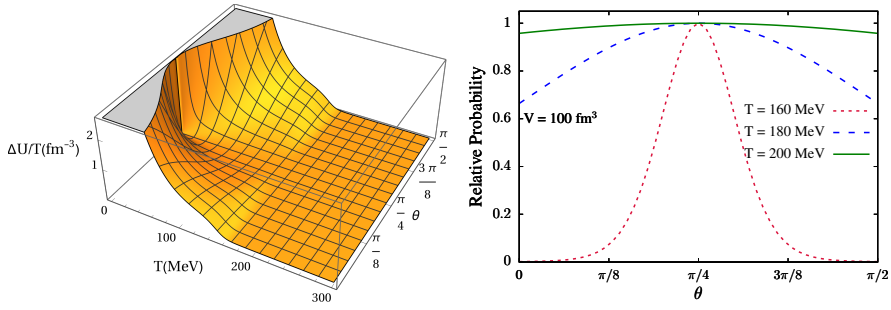 ΔU/T(fm⁻³)
2
1
0
100
200
300
T(MeV)
π/8
π/4
3π/8
π/2
θ
Relative Probability
1
0.8
0.6
0.4
0.2
0
V = 100 fm³
T = 160 MeV
T = 180 MeV
T = 200 MeV
0
π/8
π/4
3π/8
π/2
θ